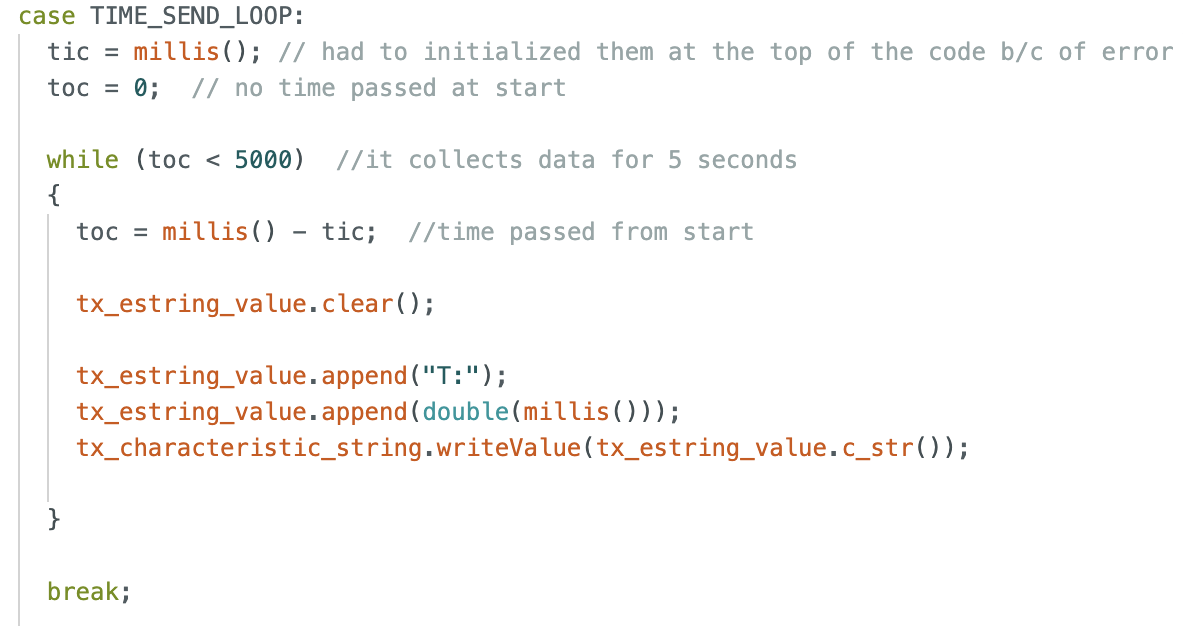 case TIME_SEND_LOOP:
tic = millis(); // had to initialized them at the top of the code b/c of error
toc = 0;  // no time passed at start
while (toc < 5000)  //it collects data for 5 seconds
{
toc = millis() - tic;  //time passed from start
tx_estring_value.clear();
tx_estring_value.append("T:");
tx_estring_value.append(double(millis()));
tx_characteristic_string.writeValue(tx_estring_value.c_str());
}
break;